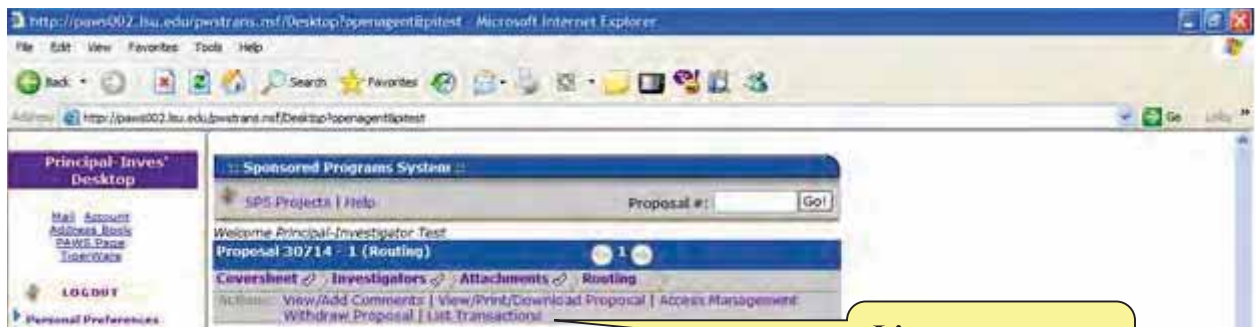 http://paws002.lsu.edu/pwstrans.nsf/Desktop?openagent&pitest - Microsoft Internet Explorer
File Edit View Favorites Tools Help
Back Search Favorites
Address http://paws002.lsu.edu/pwstrans.nsf/Desktop?openagent&pitest Go Links »
Principal-Inves'
Desktop
Mail Account
Address Book
PAWS Page
TigerWare
LOGOUT
Personal Preferences
:: Sponsored Programs System ::
SPS Projects | Help Proposal #: Go!
Welcome Principal-Investigator Test
Proposal 30714 - 1 (Routing) 1
Coversheet Investigators Attachments Routing
Actions: View/Add Comments | View/Print/Download Proposal | Access Management
Withdraw Proposal | List Transactions